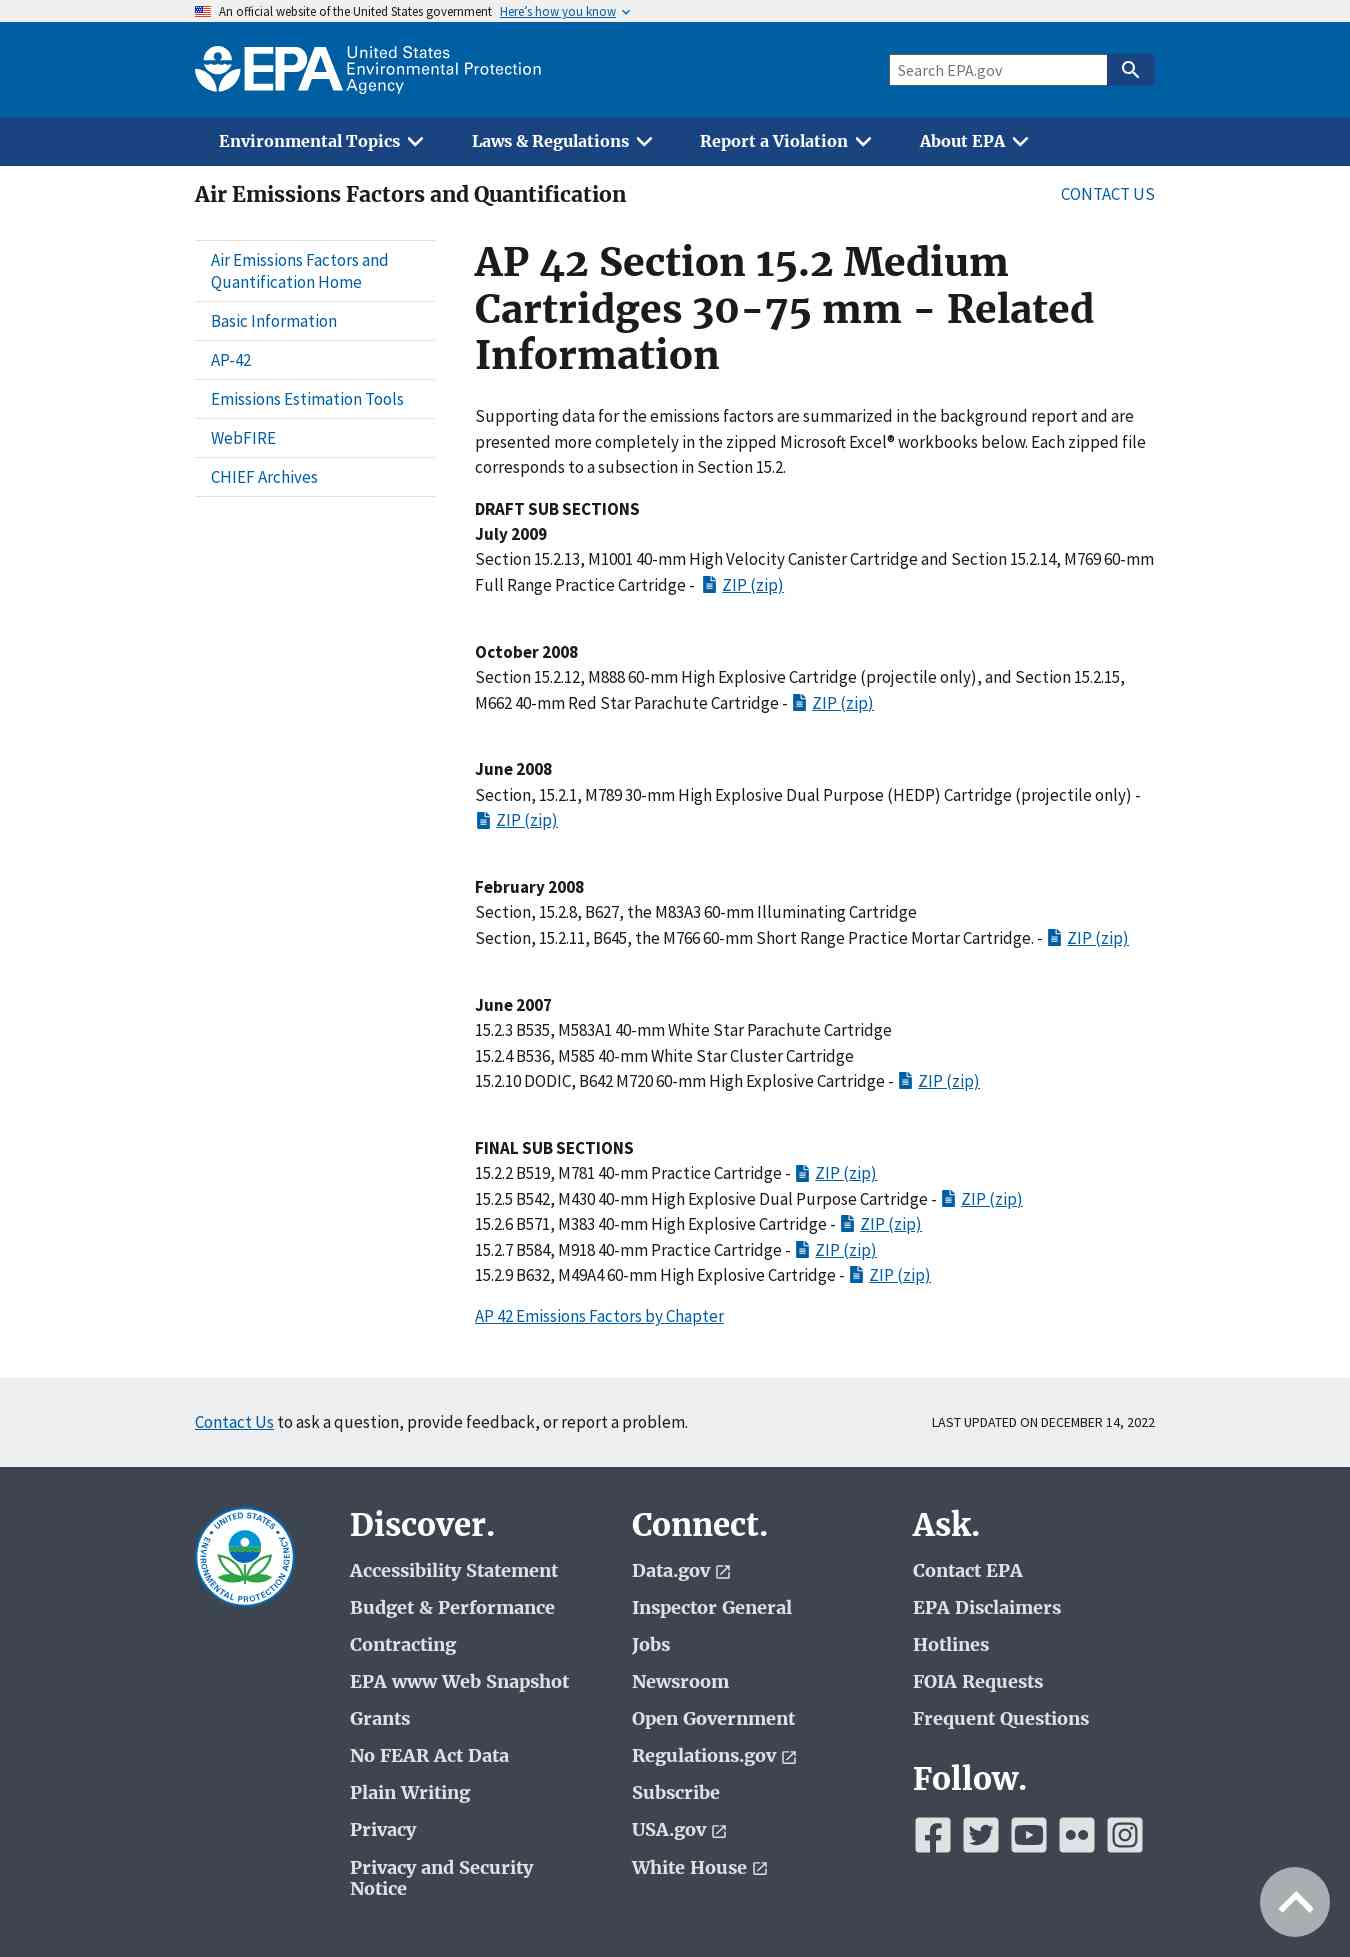 An official website of the United States government Here’s how you know
EPA United States
Environmental Protection
Agency
Search EPA.gov
Environmental Topics Laws & Regulations Report a Violation About EPA
Air Emissions Factors and Quantification CONTACT US
Air Emissions Factors and
Quantification Home
Basic Information
AP-42
Emissions Estimation Tools
WebFIRE
CHIEF Archives
AP 42 Section 15.2 Medium
Cartridges 30-75 mm - Related
Information
Supporting data for the emissions factors are summarized in the background report and are
presented more completely in the zipped Microsoft Excel® workbooks below. Each zipped file
corresponds to a subsection in Section 15.2.
DRAFT SUB SECTIONS
July 2009
Section 15.2.13, M1001 40-mm High Velocity Canister Cartridge and Section 15.2.14, M769 60-mm
Full Range Practice Cartridge - ZIP (zip)
October 2008
Section 15.2.12, M888 60-mm High Explosive Cartridge (projectile only), and Section 15.2.15,
M662 40-mm Red Star Parachute Cartridge - ZIP (zip)
June 2008
Section, 15.2.1, M789 30-mm High Explosive Dual Purpose (HEDP) Cartridge (projectile only) -
ZIP (zip)
February 2008
Section, 15.2.8, B627, the M83A3 60-mm Illuminating Cartridge
Section, 15.2.11, B645, the M766 60-mm Short Range Practice Mortar Cartridge. - ZIP (zip)
June 2007
15.2.3 B535, M583A1 40-mm White Star Parachute Cartridge
15.2.4 B536, M585 40-mm White Star Cluster Cartridge
15.2.10 DODIC, B642 M720 60-mm High Explosive Cartridge - ZIP (zip)
FINAL SUB SECTIONS
15.2.2 B519, M781 40-mm Practice Cartridge - ZIP (zip)
15.2.5 B542, M430 40-mm High Explosive Dual Purpose Cartridge - ZIP (zip)
15.2.6 B571, M383 40-mm High Explosive Cartridge - ZIP (zip)
15.2.7 B584, M918 40-mm Practice Cartridge - ZIP (zip)
15.2.9 B632, M49A4 60-mm High Explosive Cartridge - ZIP (zip)
AP 42 Emissions Factors by Chapter
Contact Us to ask a question, provide feedback, or report a problem. LAST UPDATED ON DECEMBER 14, 2022
UNITED STATES
ENVIRONMENTAL PROTECTION AGENCY
Discover.
Accessibility Statement
Budget & Performance
Contracting
EPA www Web Snapshot
Grants
No FEAR Act Data
Plain Writing
Privacy
Privacy and Security
Notice
Connect.
Data.gov
Inspector General
Jobs
Newsroom
Open Government
Regulations.gov
Subscribe
USA.gov
White House
Ask.
Contact EPA
EPA Disclaimers
Hotlines
FOIA Requests
Frequent Questions
Follow.